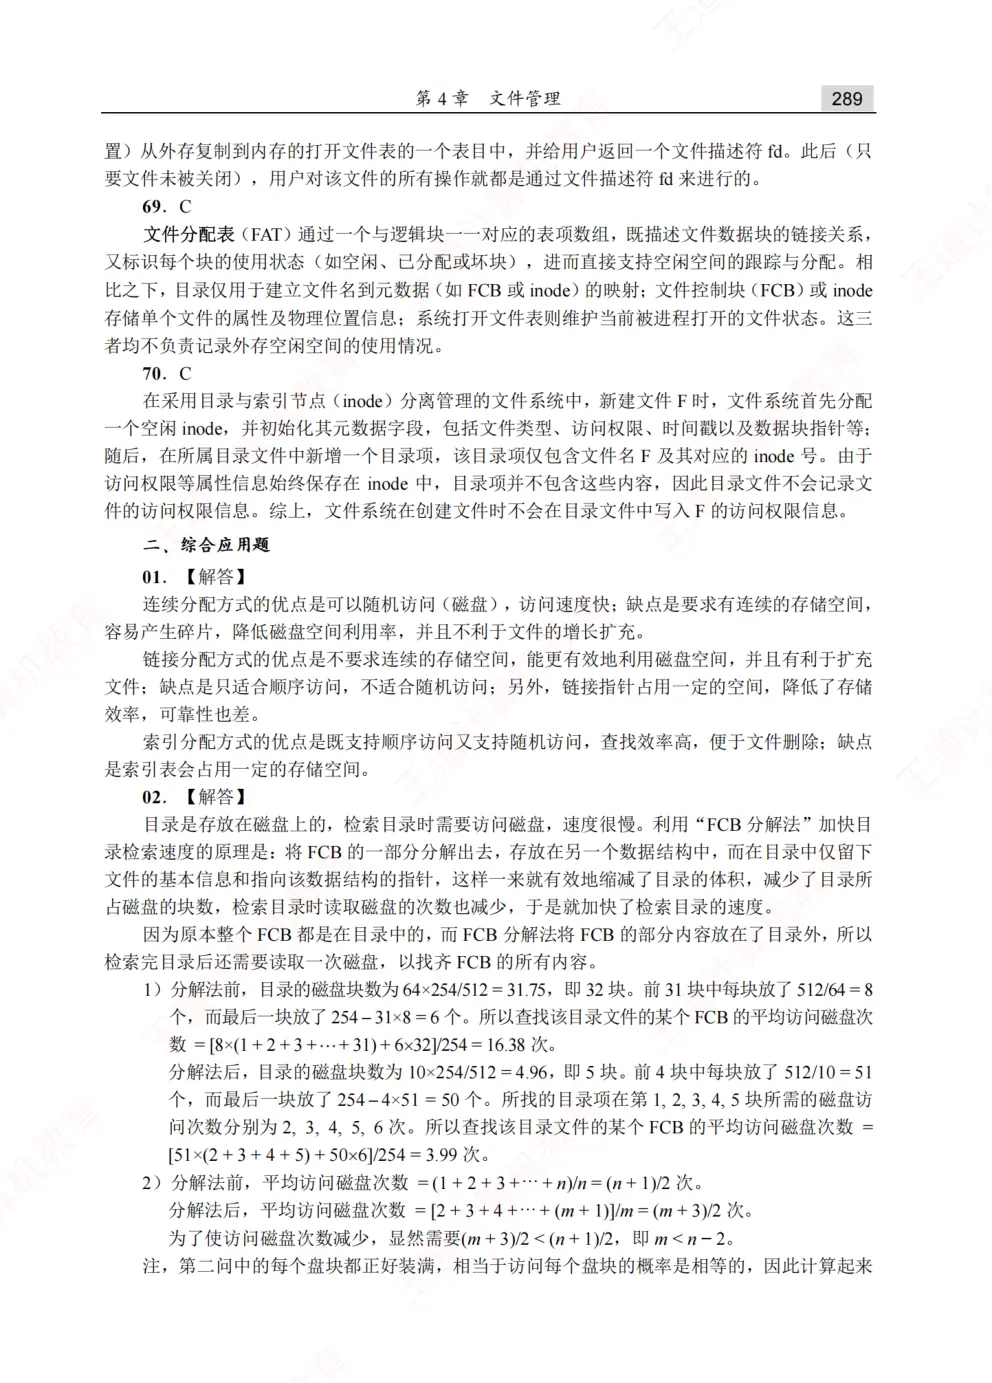 第 4 章 文件管理 289
置）从外存复制到内存的打开文件表的一个表目中，并给用户返回一个文件描述符 fd。此后（只
要文件未被关闭），用户对该文件的所有操作就都是通过文件描述符 fd 来进行的。
69．C
文件分配表（FAT）通过一个与逻辑块一一对应的表项数组，既描述文件数据块的链接关系，
又标识每个块的使用状态（如空闲、已分配或坏块），进而直接支持空闲空间的跟踪与分配。相
比之下，目录仅用于建立文件名到元数据（如 FCB 或 inode）的映射；文件控制块（FCB）或 inode
存储单个文件的属性及物理位置信息；系统打开文件表则维护当前被进程打开的文件状态。这三
者均不负责记录外存空闲空间的使用情况。
70．C
在采用目录与索引节点（inode）分离管理的文件系统中，新建文件 F 时，文件系统首先分配
一个空闲 inode，并初始化其元数据字段，包括文件类型、访问权限、时间戳以及数据块指针等；
随后，在所属目录文件中新增一个目录项，该目录项仅包含文件名 F 及其对应的 inode 号。由于
访问权限等属性信息始终保存在 inode 中，目录项并不包含这些内容，因此目录文件不会记录文
件的访问权限信息。综上，文件系统在创建文件时不会在目录文件中写入 F 的访问权限信息。
二、综合应用题
01．【解答】
连续分配方式的优点是可以随机访问（磁盘），访问速度快；缺点是要求有连续的存储空间，
容易产生碎片，降低磁盘空间利用率，并且不利于文件的增长扩充。
链接分配方式的优点是不要求连续的存储空间，能更有效地利用磁盘空间，并且有利于扩充
文件；缺点是只适合顺序访问，不适合随机访问；另外，链接指针占用一定的空间，降低了存储
效率，可靠性也差。
索引分配方式的优点是既支持顺序访问又支持随机访问，查找效率高，便于文件删除；缺点
是索引表会占用一定的存储空间。
02．【解答】
目录是存放在磁盘上的，检索目录时需要访问磁盘，速度很慢。利用“FCB 分解法”加快目
录检索速度的原理是：将 FCB 的一部分分解出去，存放在另一个数据结构中，而在目录中仅留下
文件的基本信息和指向该数据结构的指针，这样一来就有效地缩减了目录的体积，减少了目录所
占磁盘的块数，检索目录时读取磁盘的次数也减少，于是就加快了检索目录的速度。
因为原本整个 FCB 都是在目录中的，而 FCB 分解法将 FCB 的部分内容放在了目录外，所以
检索完目录后还需要读取一次磁盘，以找齐 FCB 的所有内容。
1）分解法前，目录的磁盘块数为 64×254/512 = 31.75，即 32 块。前 31 块中每块放了 512/64 = 8
个，而最后一块放了 254 – 31×8 = 6 个。所以查找该目录文件的某个 FCB 的平均访问磁盘次
数 = [8×(1 + 2 + 3 + ⋯ + 31) + 6×32]/254 = 16.38 次。
分解法后，目录的磁盘块数为 10×254/512 = 4.96，即 5 块。前 4 块中每块放了 512/10 = 51
个，而最后一块放了 254 – 4×51 = 50 个。所找的目录项在第 1, 2, 3, 4, 5 块所需的磁盘访
问次数分别为 2, 3, 4, 5, 6 次。所以查找该目录文件的某个 FCB 的平均访问磁盘次数 =
[51×(2 + 3 + 4 + 5) + 50×6]/254 = 3.99 次。
2）分解法前，平均访问磁盘次数 = (1 + 2 + 3 + ⋯ + n)/n = (n + 1)/2 次。
分解法后，平均访问磁盘次数 = [2 + 3 + 4 + ⋯ + (m + 1)]/m = (m + 3)/2 次。
为了使访问磁盘次数减少，显然需要(m + 3)/2 < (n + 1)/2，即 m < n – 2。
注，第二问中的每个盘块都正好装满，相当于访问每个盘块的概率是相等的，因此计算起来